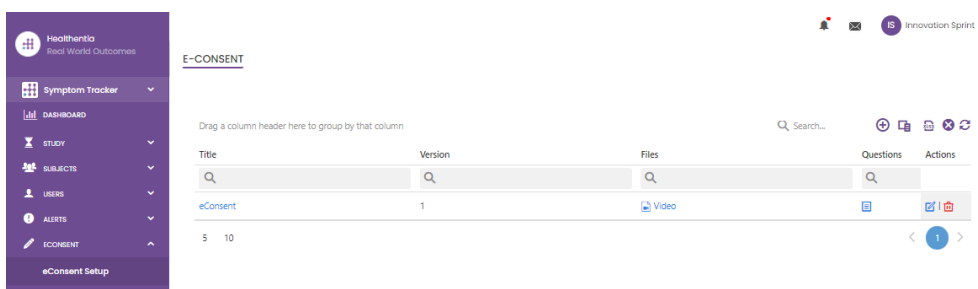 Healthentia
Real World Outcomes
IS Innovation Sprint
E-CONSENT
Symptom Tracker
DASHBOARD
STUDY
SUBJECTS
USERS
ALERTS
ECONSENT
eConsent Setup
Drag a column header here to group by that column
Search...
Title Version Files Questions Actions
eConsent 1 Video
5 10
1